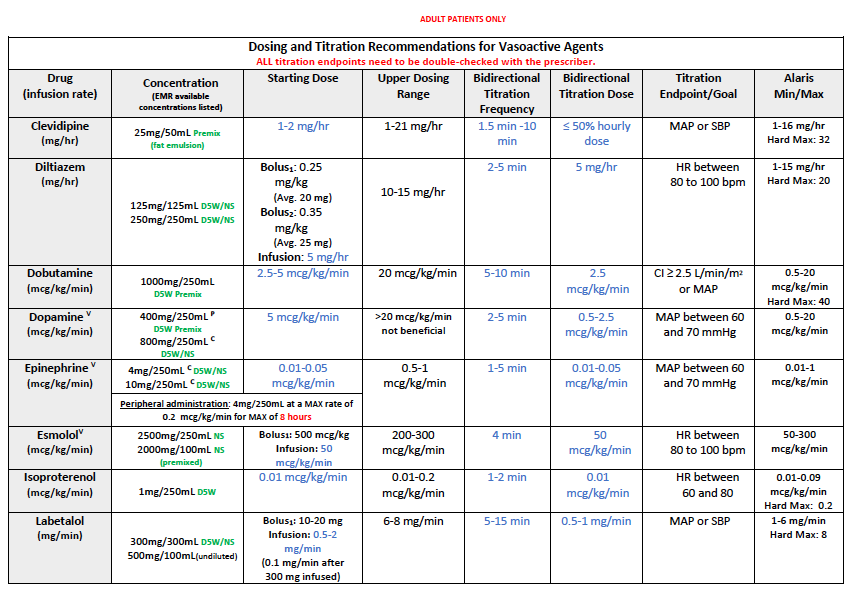 ADULT PATIENTS ONLY
Dosing and Titration Recommendations for Vasoactive Agents
ALL titration endpoints need to be double-checked with the prescriber.
Drug
(infusion rate)
Concentration
(EMR available
concentrations listed)
Starting Dose
Upper Dosing
Range
Bidirectional
Titration
Frequency
Bidirectional
Titration Dose
Titration
Endpoint/Goal
Alaris
Min/Max
Clevidipine
(mg/hr)
25mg/50mL Premix
(fat emulsion)
1-2 mg/hr
1-21 mg/hr
1.5 min -10
min
≤ 50% hourly
dose
MAP or SBP
1-16 mg/hr
Hard Max: 32
Diltiazem
(mg/hr)
125mg/125mL D5W/NS
250mg/250mL D5W/NS
Bolus₁: 0.25
mg/kg
(Avg. 20 mg)
Bolus₂: 0.35
mg/kg
(Avg. 25 mg)
Infusion: 5 mg/hr
10-15 mg/hr
2-5 min
5 mg/hr
HR between
80 to 100 bpm
1-15 mg/hr
Hard Max: 20
Dobutamine
(mcg/kg/min)
1000mg/250mL
D5W Premix
2.5-5 mcg/kg/min
20 mcg/kg/min
5-10 min
2.5
mcg/kg/min
CI ≥ 2.5 L/min/m²
or MAP
0.5-20
mcg/kg/min
Hard Max: 40
Dopamine ⱽ
(mcg/kg/min)
400mg/250mL ᴾ
D5W Premix
800mg/250mL ᶜ
D5W/NS
5 mcg/kg/min
>20 mcg/kg/min
not beneficial
2-5 min
0.5-2.5
mcg/kg/min
MAP between 60
and 70 mmHg
0.5-20
mcg/kg/min
Epinephrine ⱽ
(mcg/kg/min)
4mg/250mL ᶜ D5W/NS
10mg/250mL ᶜ D5W/NS
0.01-0.05
mcg/kg/min
0.5-1
mcg/kg/min
1-5 min
0.01-0.05
mcg/kg/min
MAP between 60
and 70 mmHg
0.01-1
mcg/kg/min
Peripheral administration: 4mg/250mL at a MAX rate of
0.2 mcg/kg/min for MAX of 8 hours
Esmololⱽ
(mcg/kg/min)
2500mg/250mL NS
2000mg/100mL NS
(premixed)
Bolus₁: 500 mcg/kg
Infusion: 50
mcg/kg/min
200-300
mcg/kg/min
4 min
50
mcg/kg/min
HR between
80 to 100 bpm
50-300
mcg/kg/min
Isoproterenol
(mcg/kg/min)
1mg/250mL D5W
0.01 mcg/kg/min
0.01-0.2
mcg/kg/min
1-2 min
0.01
mcg/kg/min
HR between
60 and 80
0.01-0.09
mcg/kg/min
Hard Max: 0.2
Labetalol
(mg/min)
300mg/300mL D5W/NS
500mg/100mL(undiluted)
Bolus₁: 10-20 mg
Infusion: 0.5-2
mg/min
(0.1 mg/min after
300 mg infused)
6-8 mg/min
5-15 min
0.5-1 mg/min
MAP or SBP
1-6 mg/min
Hard Max: 8